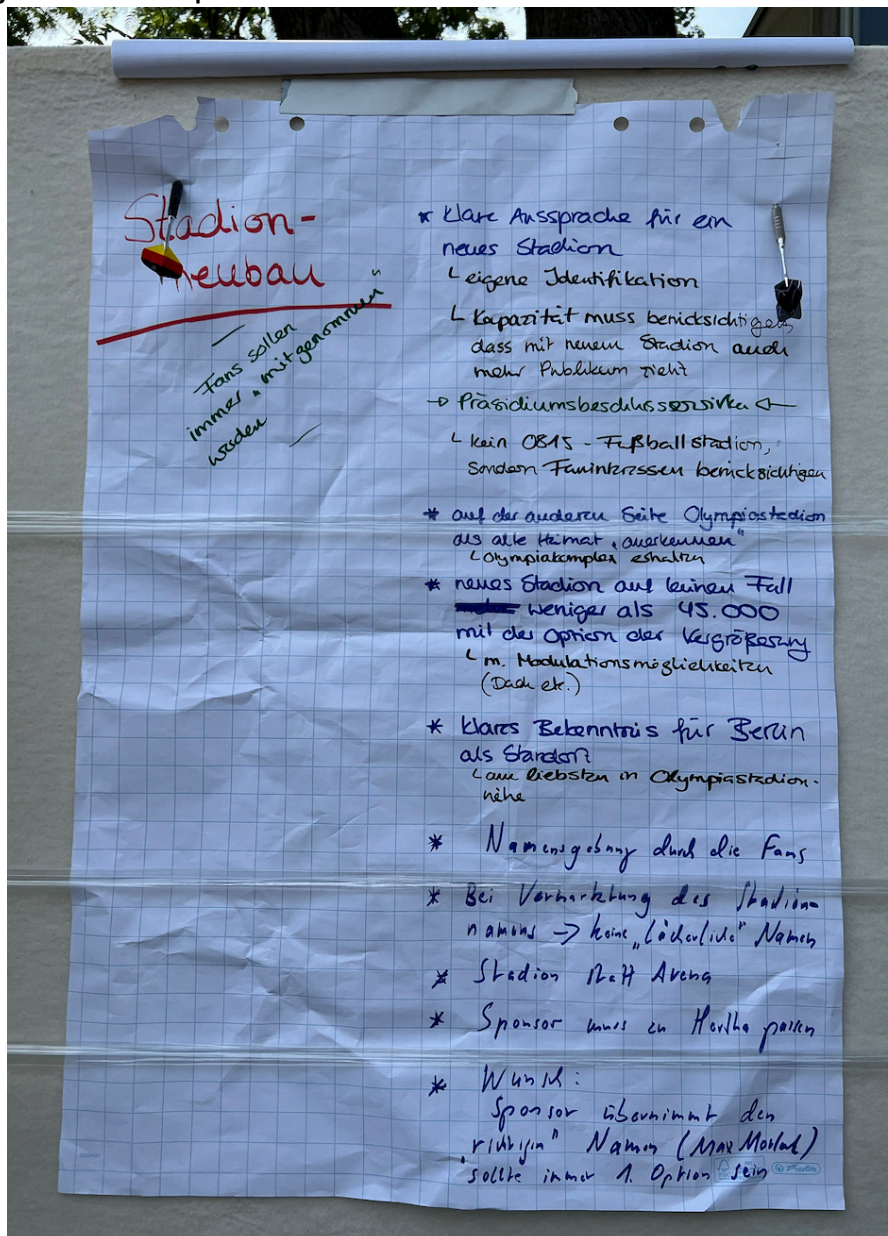 Stadion-
neubau
Fans sollen
immer „mitgenommen"
werden
* klare Aussprache für ein
neues Stadion
└ eigene Identifikation
└ Kapazität muss berücksichtigen,
dass mit neuem Stadion auch
mehr Publikum zieht
→ Präsidiumsbeschluss ←
└ kein 0815 - Fußballstadion,
sondern Faninteressen berücksichtigen
* auf der anderen Seite Olympiastadion
als alte Heimat „anerkennen"
└ Olympiakomplex erhalten
* neues Stadion auf keinen Fall
weniger als 45.000
mit der Option der Vergrößerung
└ m. Modulationsmöglichkeiten
(Dach etc.)
* klares Bekenntnis für Berlin
als Standort
└ am liebsten in Olympiastadion-
nähe
* Namensgebung durch die Fans
* Bei Vermarktung des Stadion-
namens → keine „lächerliche" Namen
* Stadion statt Arena
* Sponsor muss zu Hertha passen
* Wunsch:
Sponsor übernimmt den
„richtigen" Namen (Max Morlock)
sollte immer 1. Option sein